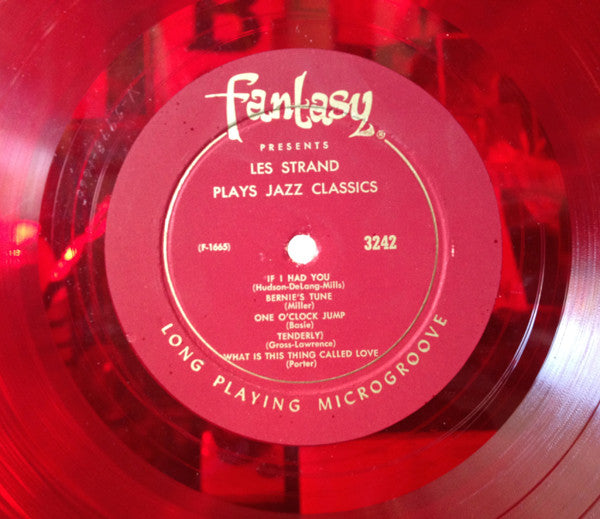 fantasy®
PRESENTS
LES STRAND
PLAYS JAZZ CLASSICS
(F-1665)
3242
IF I HAD YOU
(Hudson-DeLang-Mills)
BERNIE'S TUNE
(Miller)
ONE O'CLOCK JUMP
(Basie)
TENDERLY)
(Gross-Lawrence)
WHAT IS THIS THING CALLED LOVE
(Porter)
LONG PLAYING MICROGROOVE